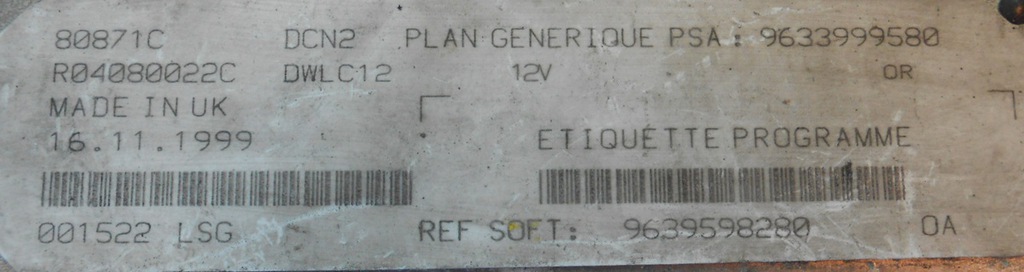 80871C DCN2 PLAN GENERIQUE PSA: 9633999580
R04080022C DWLC12 12V OR
MADE IN UK
16.11.1999 ETIQUETTE PROGRAMME
001522 LSG REF SOFT: 9639598280 OA